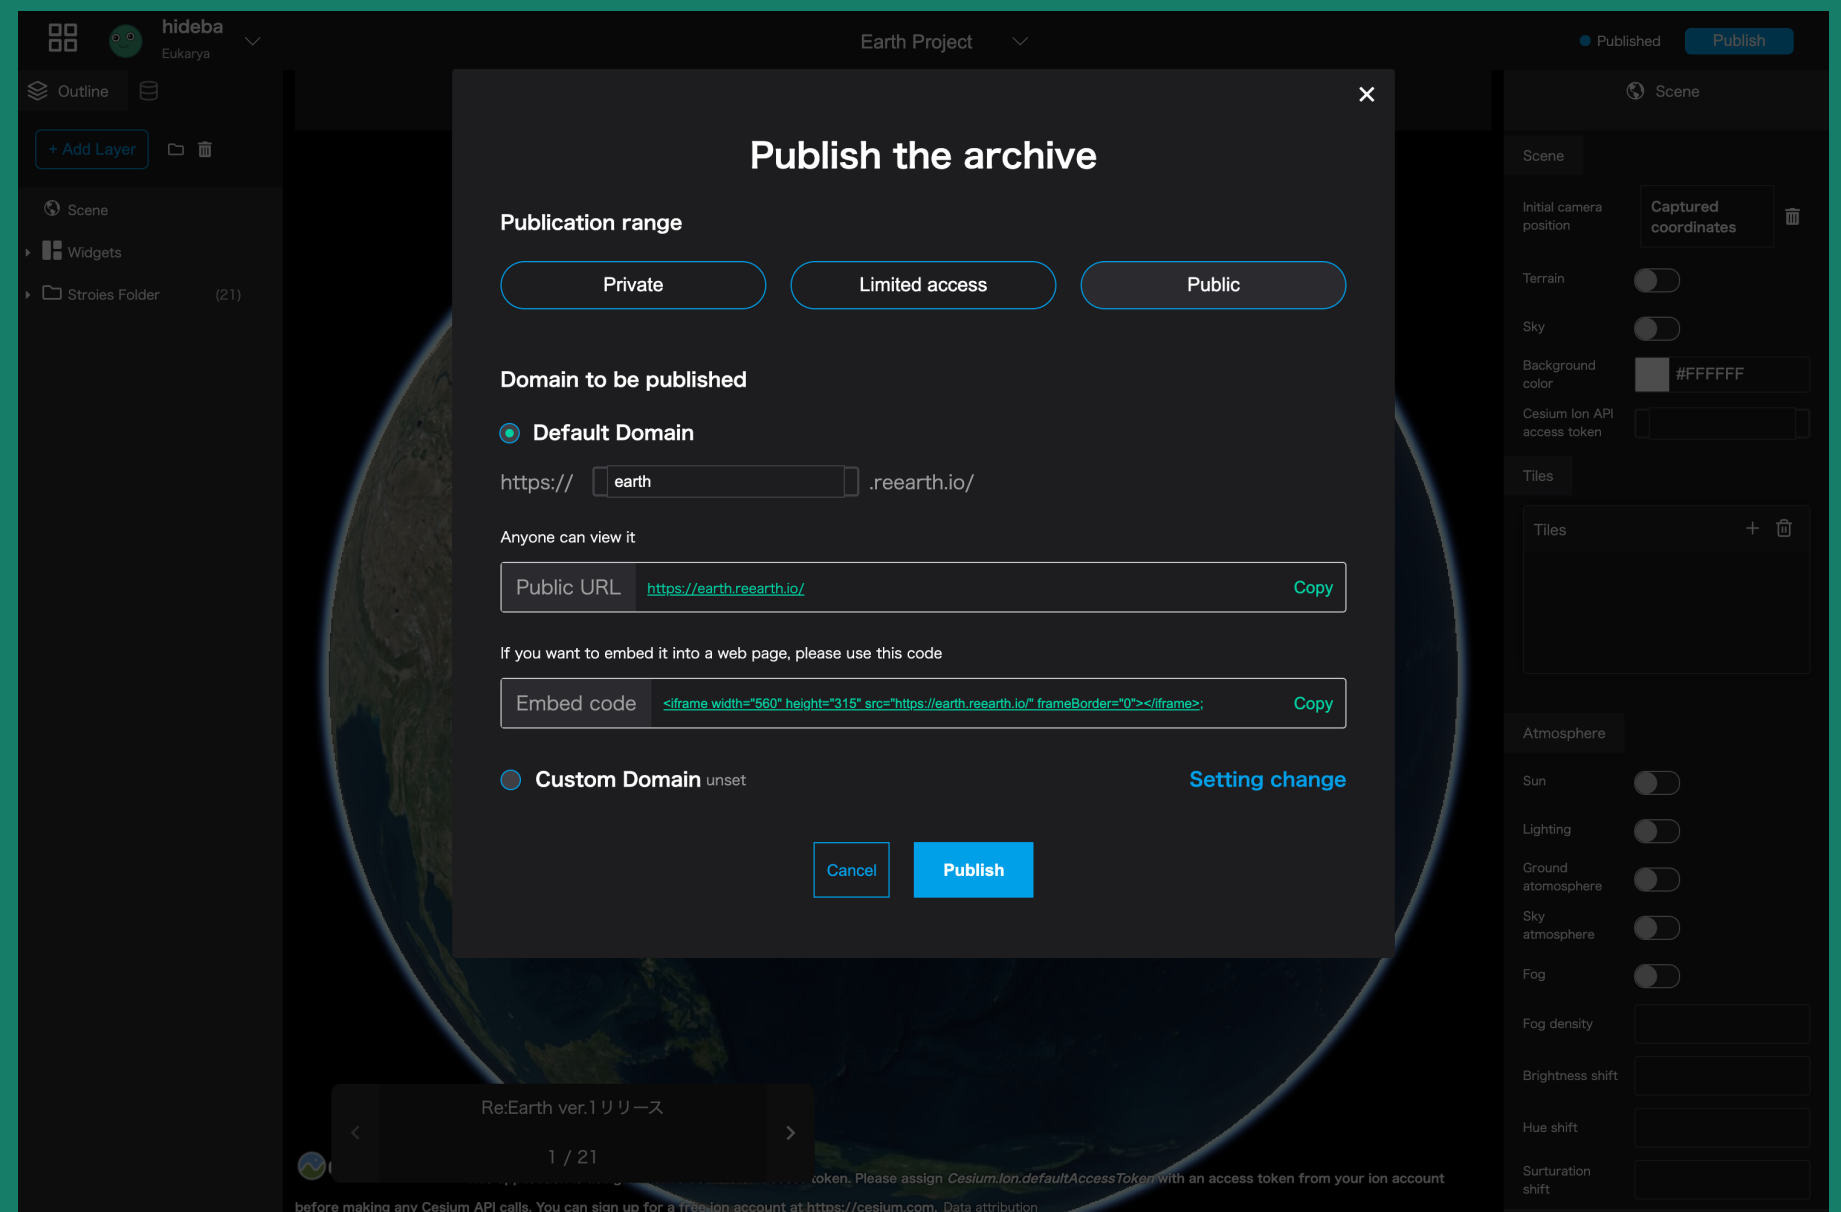 hideba
Eukarya
Earth Project
Published
Publish
Outline
+ Add Layer
Scene
Widgets
Stroies Folder (21)
Publish the archive
Publication range
Private
Limited access
Public
Domain to be published
Default Domain
https:// earth .reearth.io/
Anyone can view it
Public URL https://earth.reearth.io/ Copy
If you want to embed it into a web page, please use this code
Embed code <iframe width="560" height="315" src="https://earth.reearth.io/" frameBorder="0"></iframe>; Copy
Custom Domain unset Setting change
Cancel
Publish
Re:Earth ver.1リリース
1 / 21
token. Please assign Cesium.Ion.defaultAccessToken with an access token from your ion account
before making any Cesium API calls. You can sign up for a free ion account at https://cesium.com. Data attribution
Scene
Scene
Initial camera
position
Captured
coordinates
Terrain
Sky
Background
color
#FFFFFF
Cesium Ion API
access token
Tiles
Tiles
Atmosphere
Sun
Lighting
Ground
atomosphere
Sky
atmosphere
Fog
Fog density
Brightness shift
Hue shift
Surturation
shift